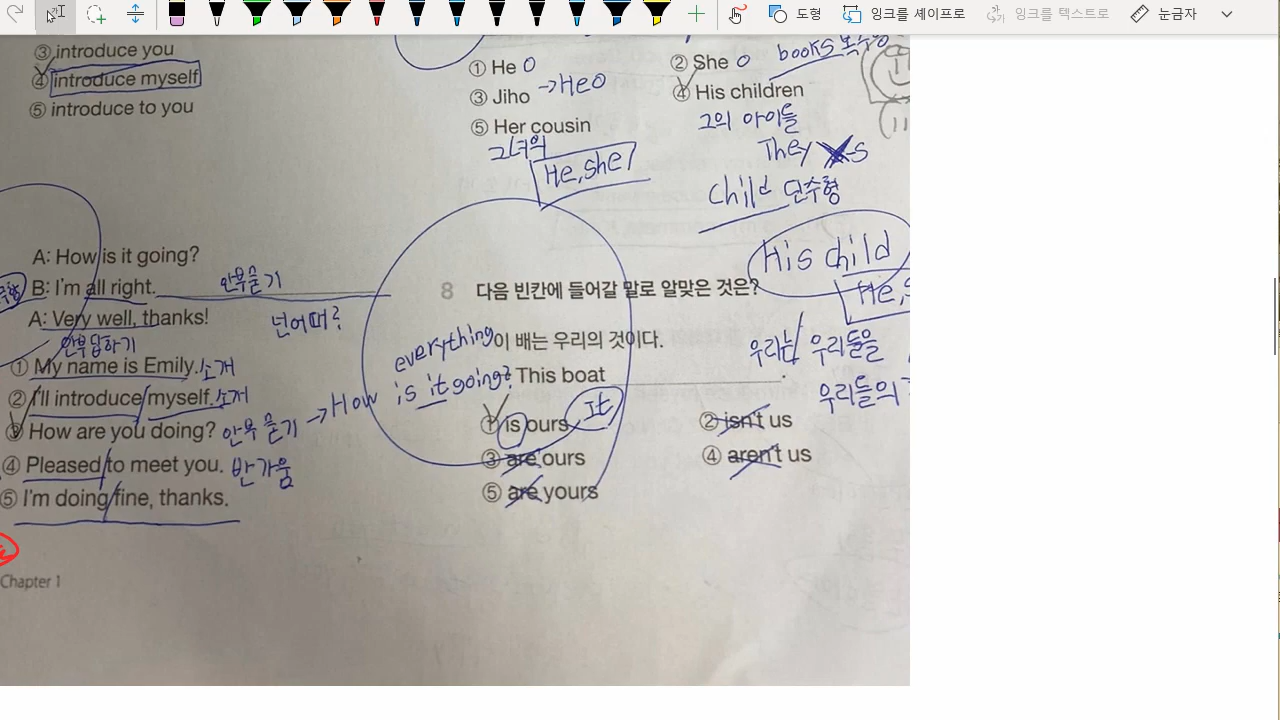 도형
잉크를 셰이프로
잉크를 텍스트로
눈금자
③ introduce you
④ introduce myself
⑤ introduce to you
A: How is it going?
B: I'm all right. 안부묻기
A: Very well, thanks! 넌어때?
안부답하기
① My name is Emily. 소개
② I'll introduce myself. 소개
③ How are you doing? 안부묻기 → How everything is it going?
④ Pleased to meet you. 반가움
⑤ I'm doing fine, thanks.
Chapter 1
books 복수형
① He O
② She O
③ Jiho → He O
④ His children
그의 아이들
⑤ Her cousin
그녀의
He, she
They X-s
child 단수형
His child
He,
8 다음 빈칸에 들어갈 말로 알맞은 것은?
이 배는 우리의 것이다.
우리는 우리들을
This boat .
우리들의
① is ours It
② isn't us
③ are ours
④ aren't us
⑤ are yours